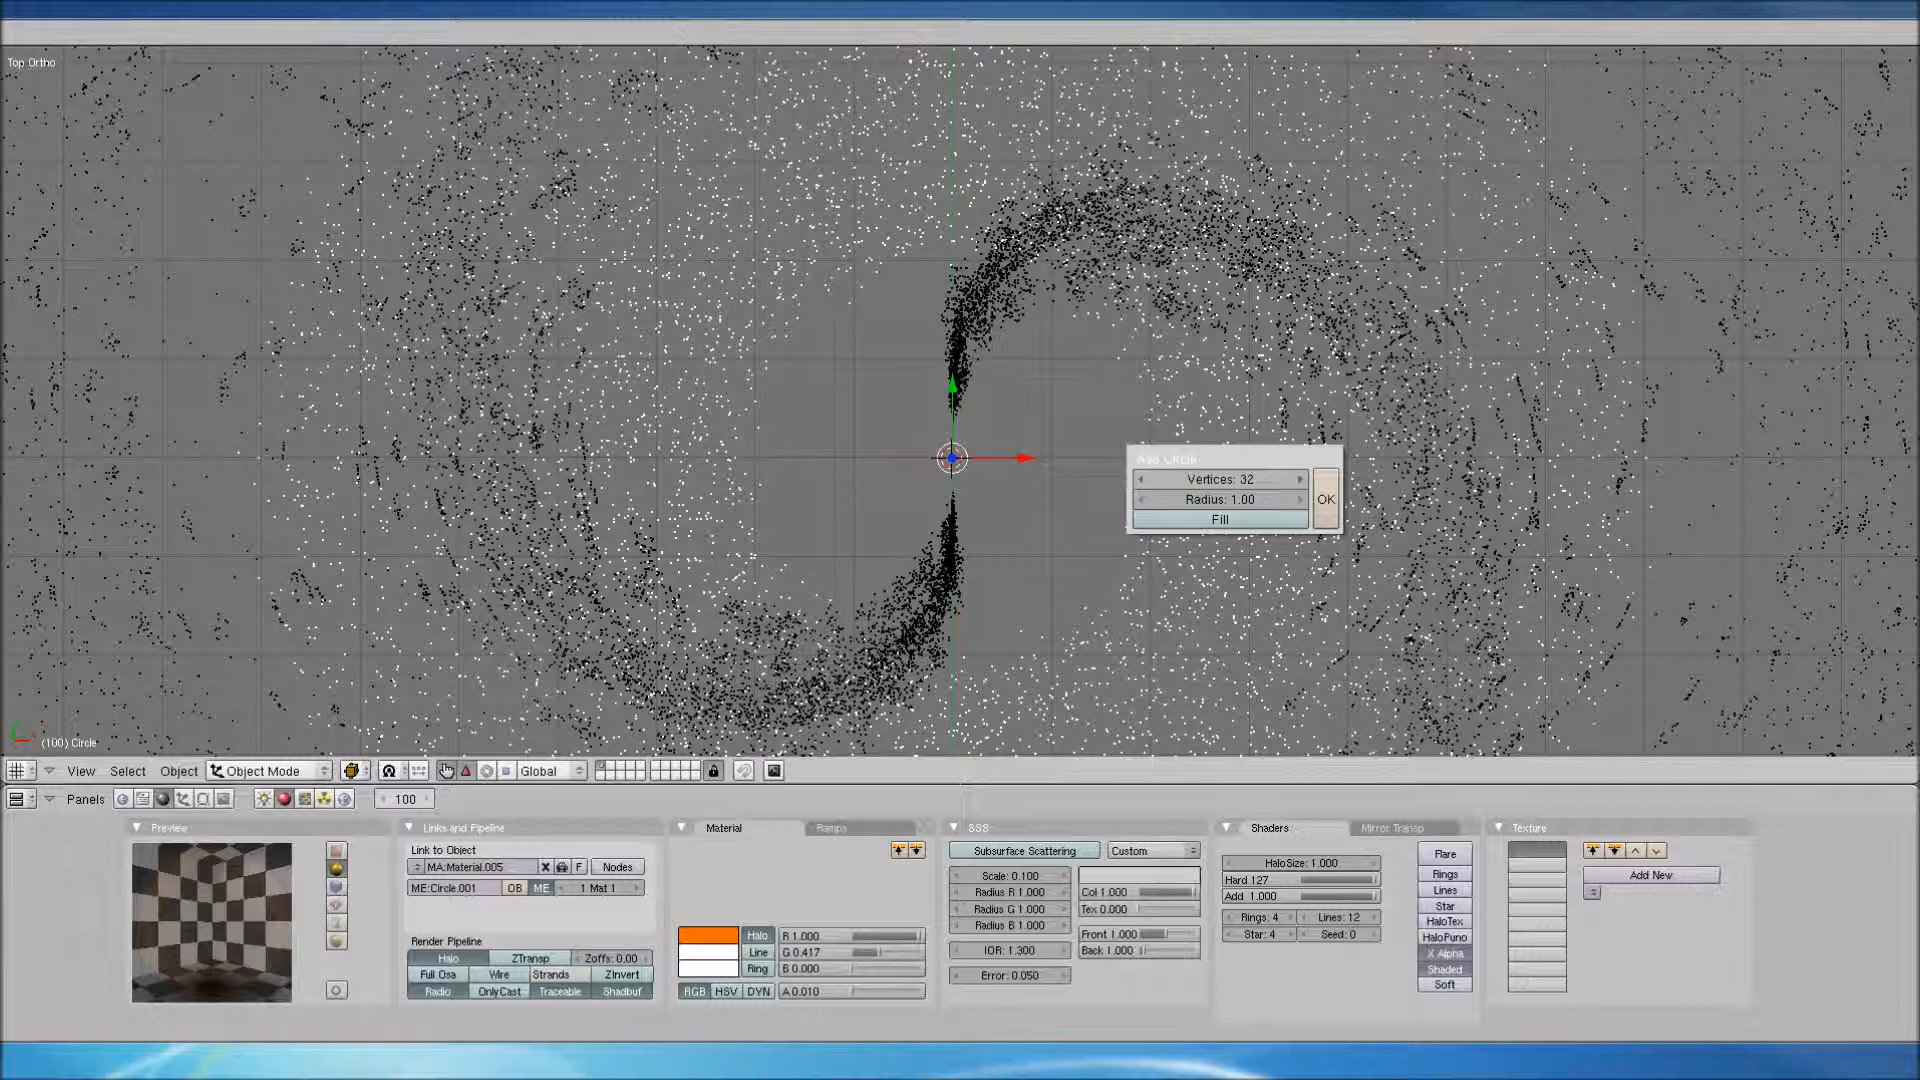 Top Ortho
Add Circle
Vertices: 32
Radius: 1.00
OK
Fill
(100) Circle
View Select Object Object Mode Global
Panels 100
Preview
Links and Pipeline
Link to Object
MA:Material.005 F Nodes
ME:Circle.001 OB ME 1 Mat 1
Render Pipeline
Halo ZTransp Zoffs: 0.00
Full Osa Wire Strands ZInvert
Radio OnlyCast Traceable Shadbuf
Material Ramps
Halo R 1.000
Line G 0.417
Ring B 0.000
RGB HSV DYN A 0.010
SSS
Subsurface Scattering Custom
Scale: 0.100
Radius R 1.000 Col 1.000
Radius G 1.000 Tex 0.000
Radius B 1.000
Front 1.000
IOR: 1.300 Back 1.000
Error: 0.050
Shaders Mirror Transp
HaloSize: 1.000
Hard 127
Add 1.000
Rings: 4 Lines: 12
Star: 4 Seed: 0
Flare
Rings
Lines
Star
HaloTex
HaloPuno
X Alpha
Shaded
Soft
Texture
Add New